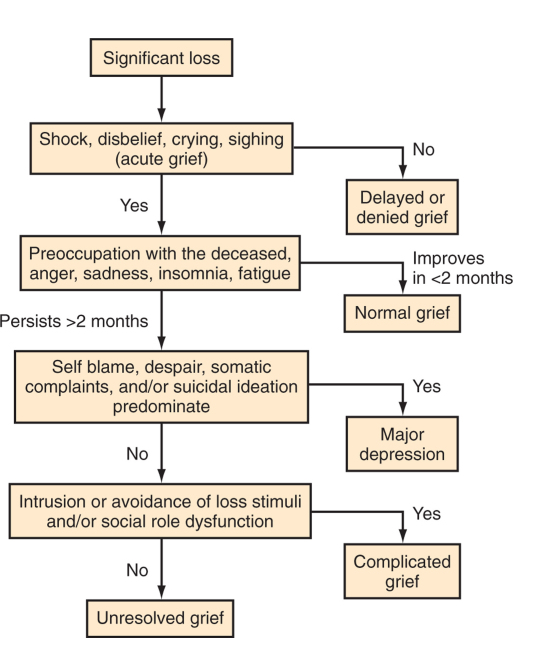 Significant loss
Shock, disbelief, crying, sighing
(acute grief)
No
Delayed or
denied grief
Yes
Preoccupation with the deceased,
anger, sadness, insomnia, fatigue
Improves
in <2 months
Normal grief
Persists >2 months
Self blame, despair, somatic
complaints, and/or suicidal ideation
predominate
Yes
Major
depression
No
Intrusion or avoidance of loss stimuli
and/or social role dysfunction
Yes
Complicated
grief
No
Unresolved grief